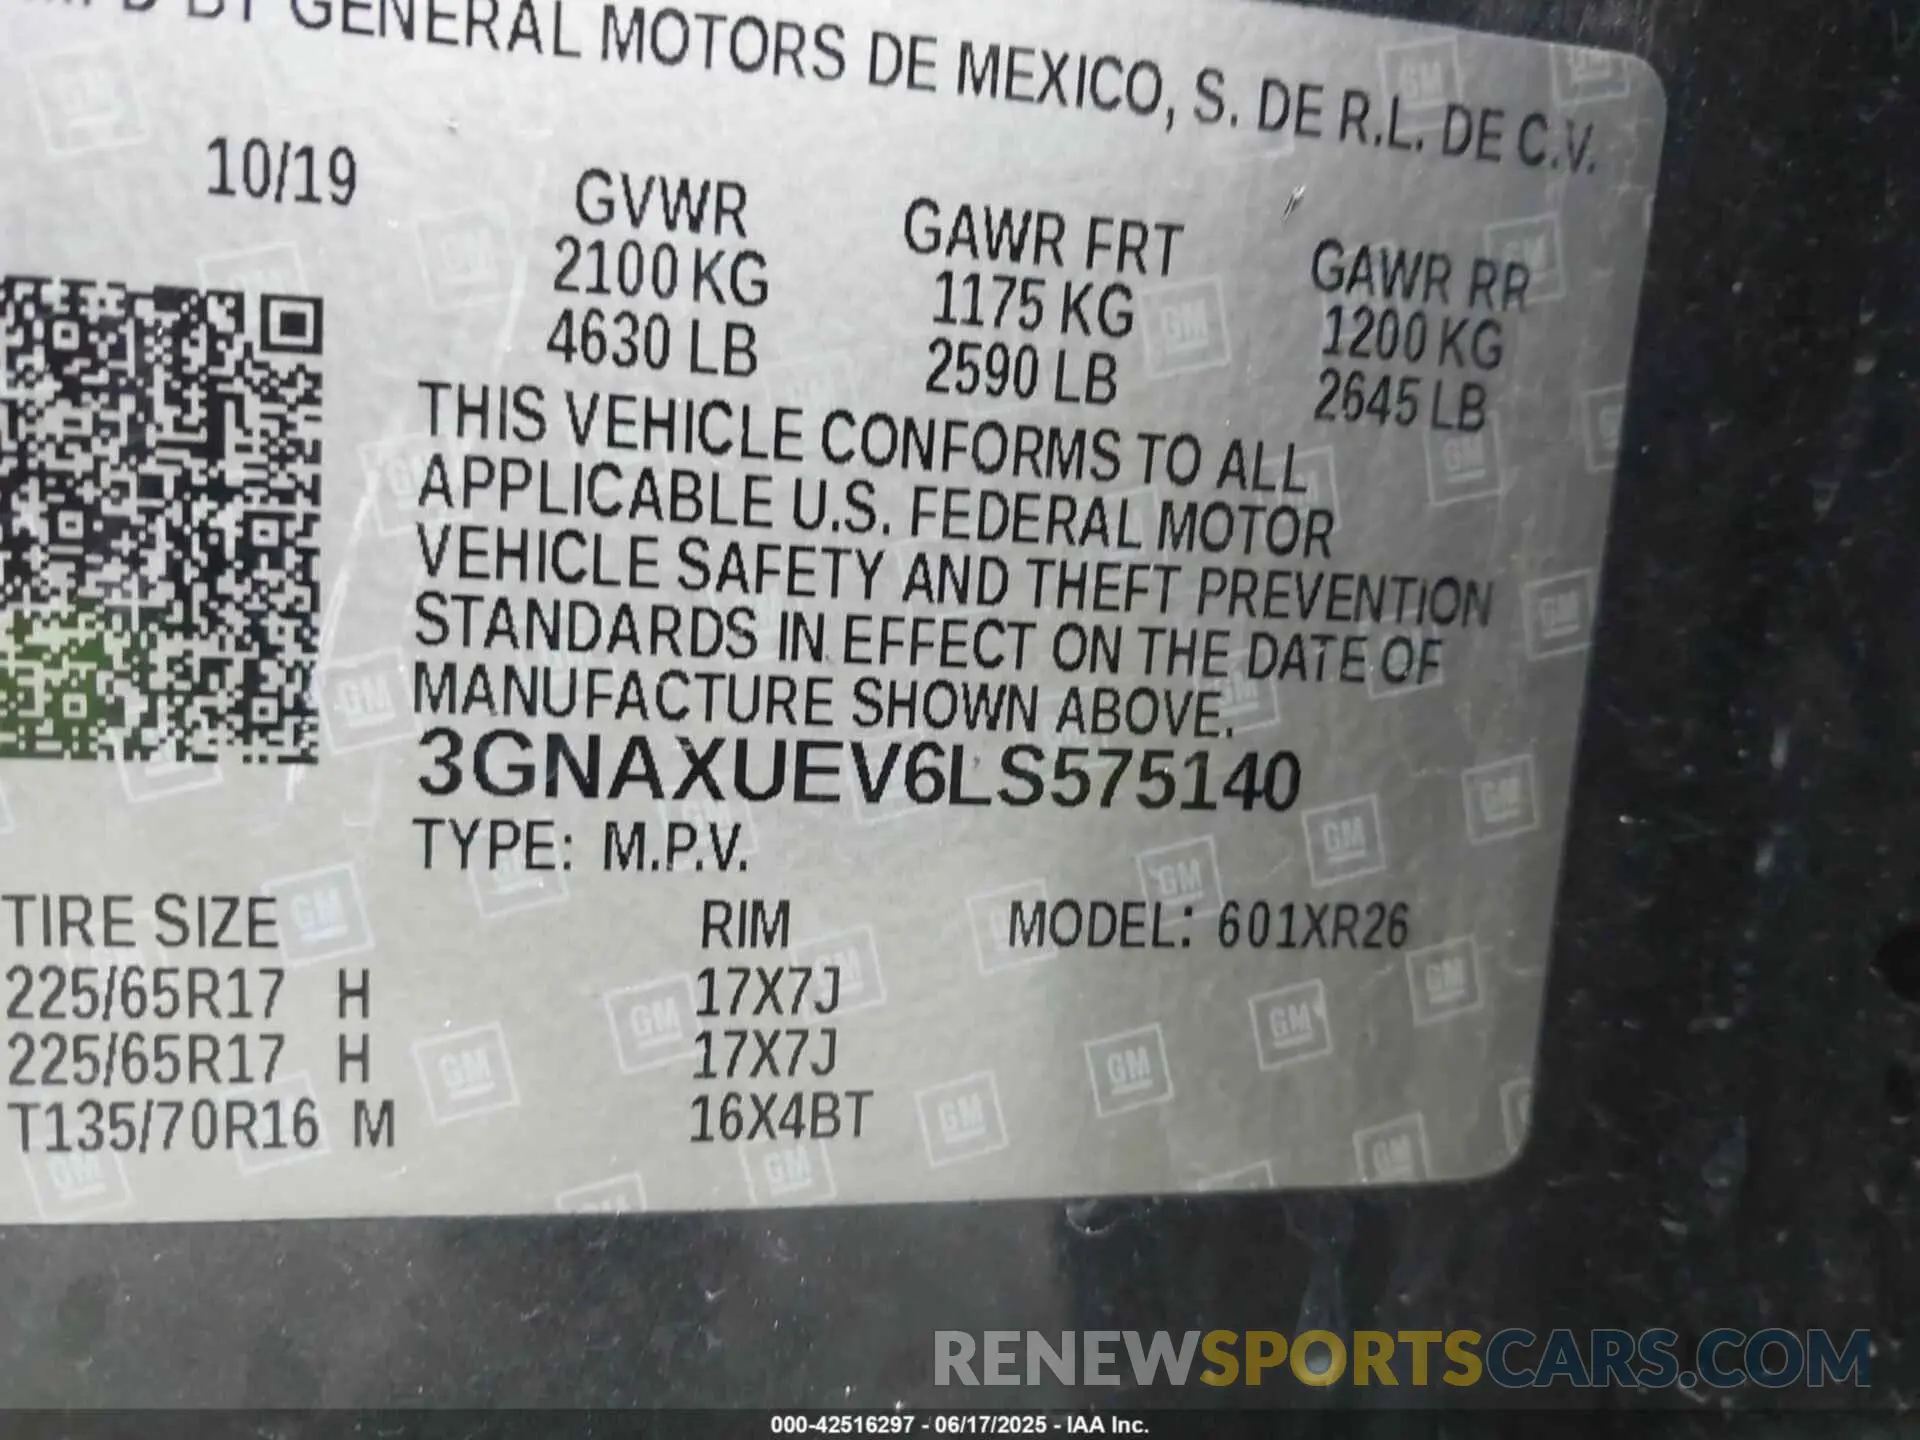 MFD BY GENERAL MOTORS DE MEXICO, S. DE R.L. DE C.V.
10/19
GVWR GAWR FRT GAWR RR
2100 KG 1175 KG 1200 KG
4630 LB 2590 LB 2645 LB
THIS VEHICLE CONFORMS TO ALL
APPLICABLE U.S. FEDERAL MOTOR
VEHICLE SAFETY AND THEFT PREVENTION
STANDARDS IN EFFECT ON THE DATE OF
MANUFACTURE SHOWN ABOVE.
3GNAXUEV6LS575140
TYPE: M.P.V.
TIRE SIZE RIM MODEL: 601XR26
225/65R17 H 17X7J
225/65R17 H 17X7J
T135/70R16 M 16X4BT
RENEWSPORTSCARS.COM
000-42516297 - 06/17/2025 - IAA Inc.